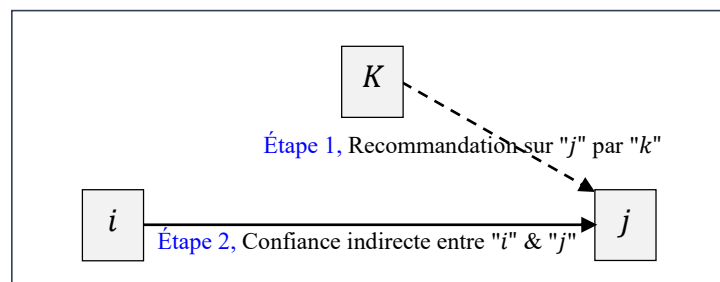 K
Étape 1, Recommandation sur "j" par "k"
i
j
Étape 2, Confiance indirecte entre "i" & "j"